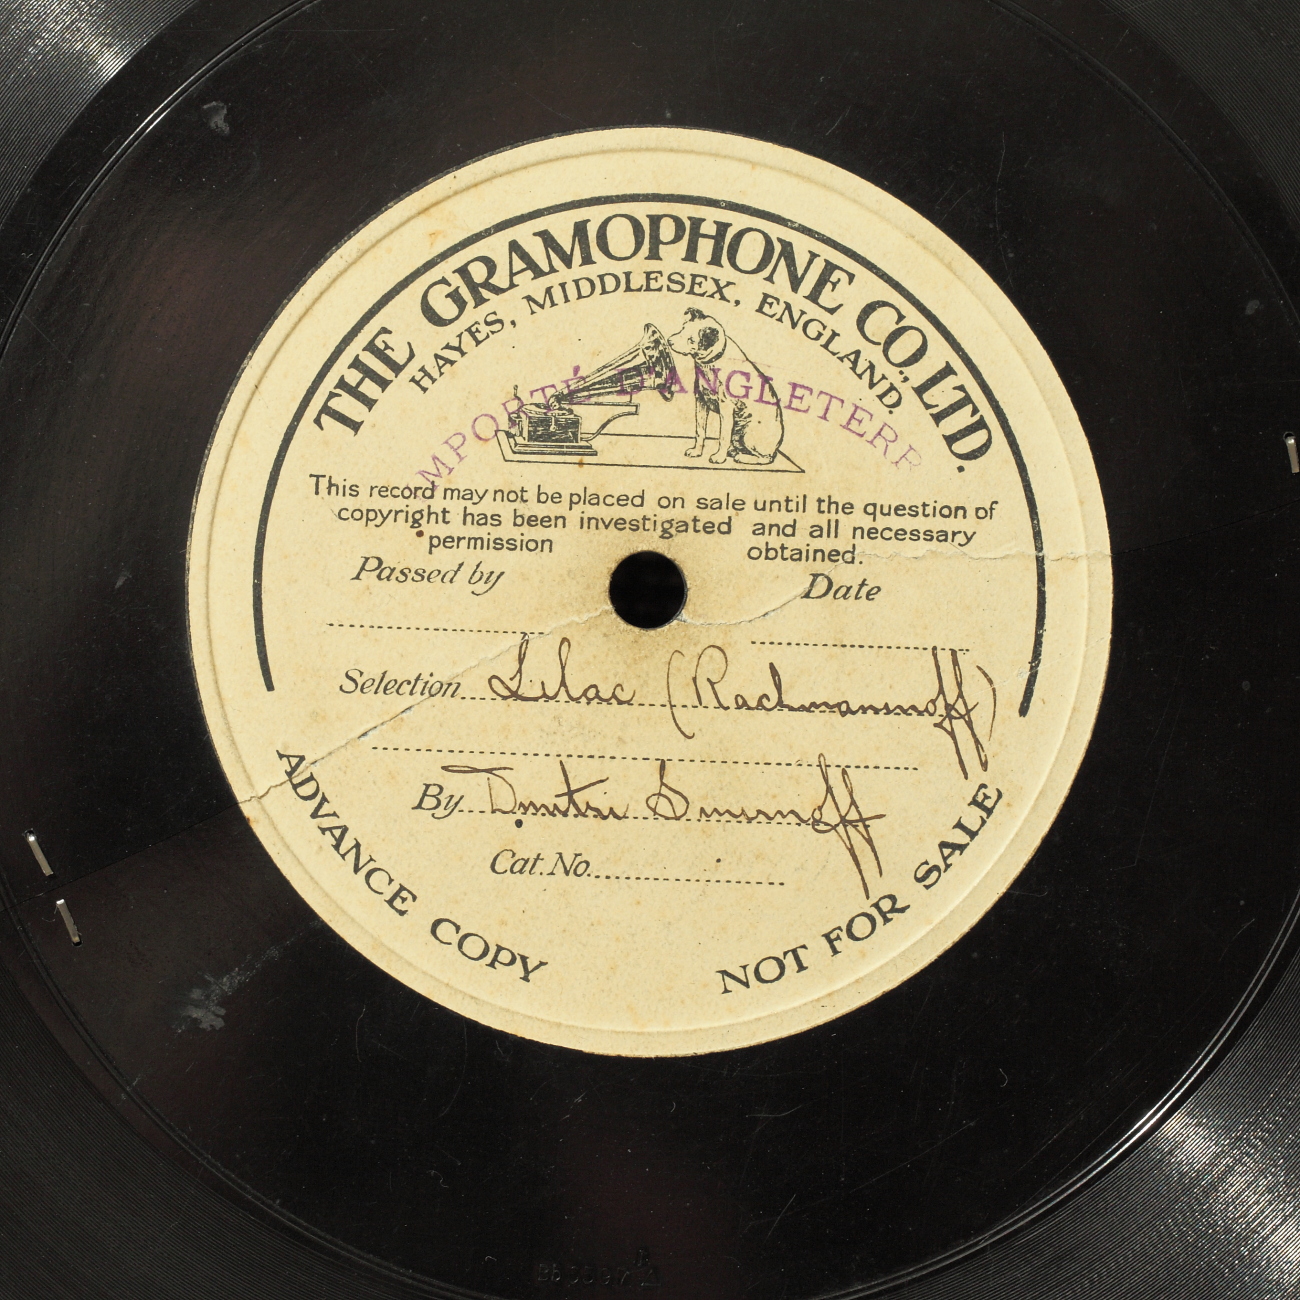 THE GRAMOPHONE CO., LTD.
HAYES, MIDDLESEX, ENGLAND.
IMPORTÉ D'ANGLETERR
This record may not be placed on sale until the question of
copyright has been investigated and all necessary
permission obtained.
Passed by Date
Selection Lilac (Rachmaninoff)
By Dmitri Smirnoff
Cat. No.
ADVANCE COPY NOT FOR SALE